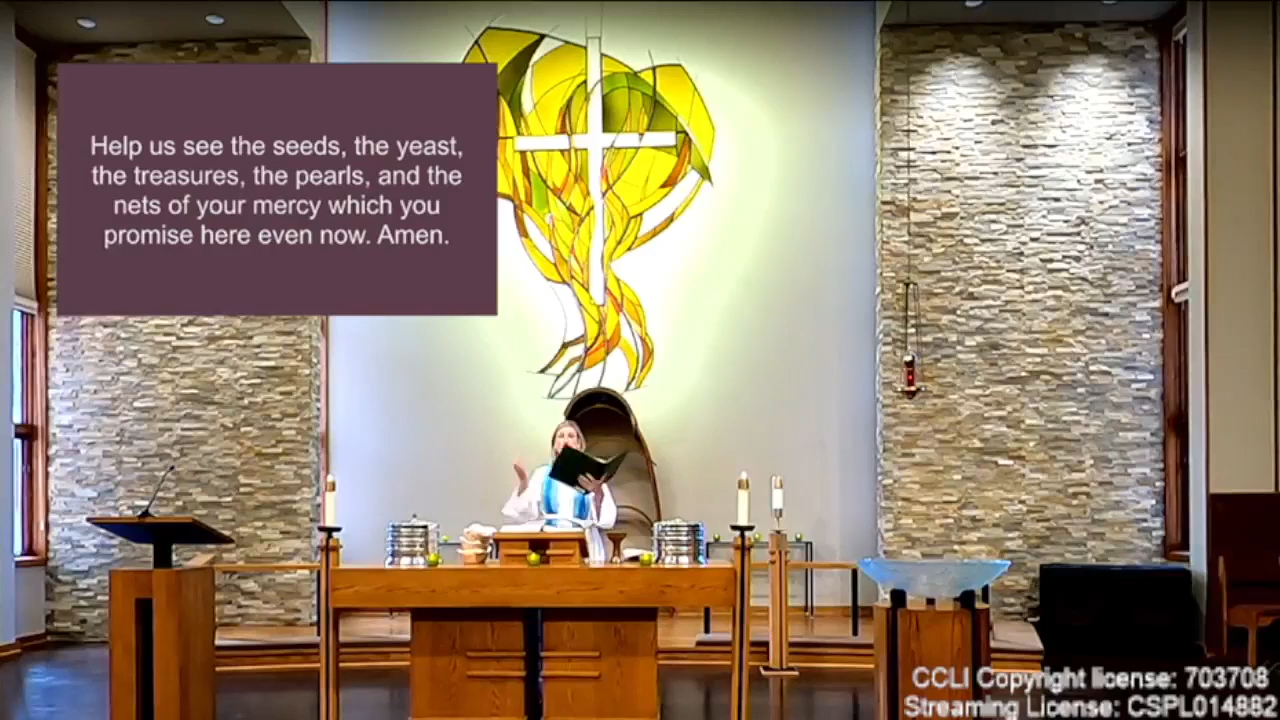 Help us see the seeds, the yeast,
the treasures, the pearls, and the
nets of your mercy which you
promise here even now. Amen.
CCLI Copyright license: 703708
Streaming License: CSPL014882